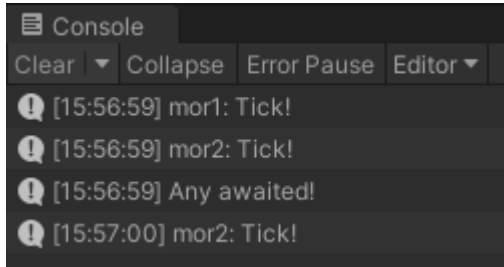 Console
Clear Collapse Error Pause Editor
[15:56:59] mor1: Tick!
[15:56:59] mor2: Tick!
[15:56:59] Any awaited!
[15:57:00] mor2: Tick!